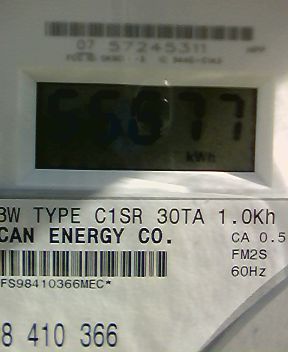 07 57245311
kWh
3W TYPE C1SR 30TA 1.0Kh
CAN ENERGY CO. CA 0.5
FM2S
60Hz
FS98410366MEC*
8 410 366